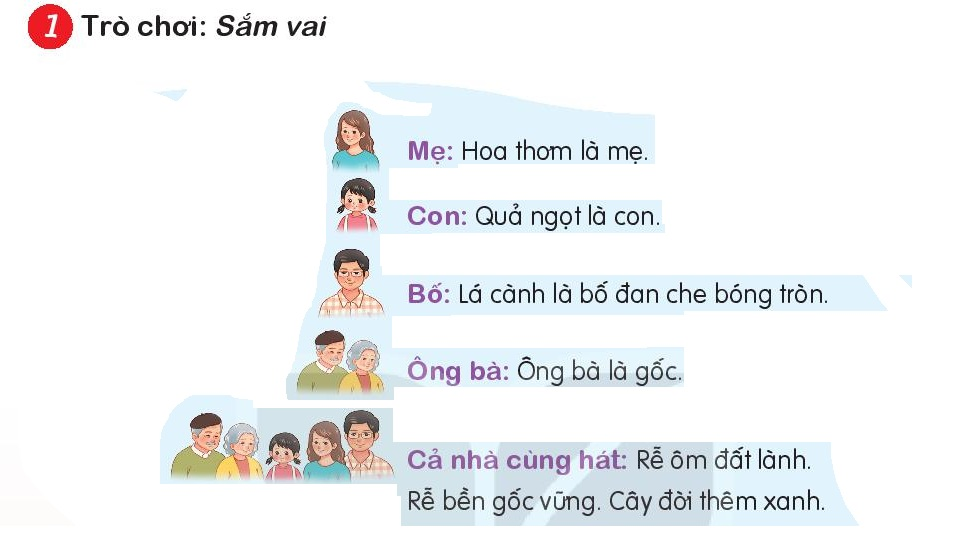 1 Trò chơi: Sắm vai
Mẹ: Hoa thơm là mẹ.
Con: Quả ngọt là con.
Bố: Lá cành là bố đan che bóng tròn.
Ông bà: Ông bà là gốc.
Cả nhà cùng hát: Rễ ôm đất lành.
Rễ bền gốc vững. Cây đời thêm xanh.